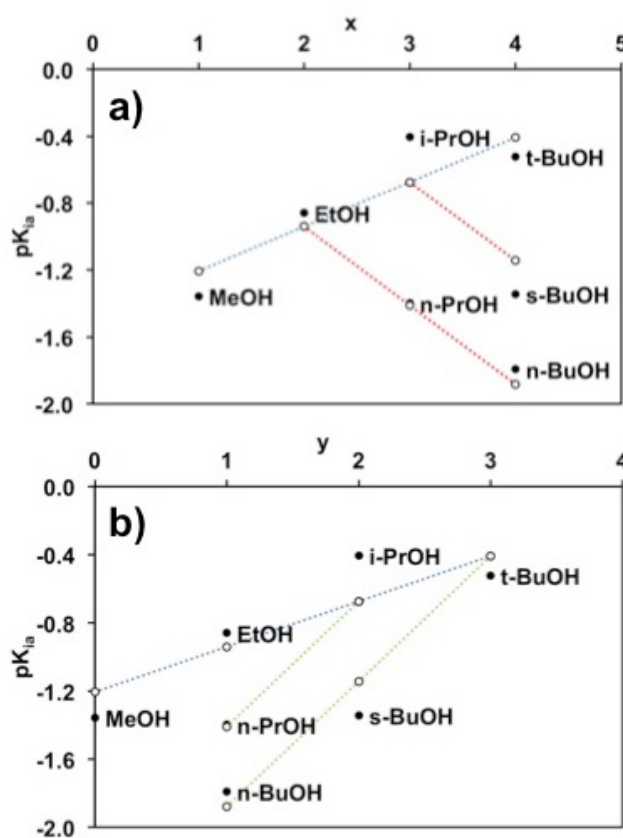 x
0 1 2 3 4 5
0.0
a)
i-PrOH
-0.4
t-BuOH
EtOH
-0.8
pKia
-1.2
MeOH
n-PrOH
s-BuOH
-1.6
n-BuOH
-2.0
y
0 1 2 3 4
0.0
b)
i-PrOH
-0.4
t-BuOH
EtOH
-0.8
pKia
-1.2
MeOH
n-PrOH
s-BuOH
-1.6
n-BuOH
-2.0